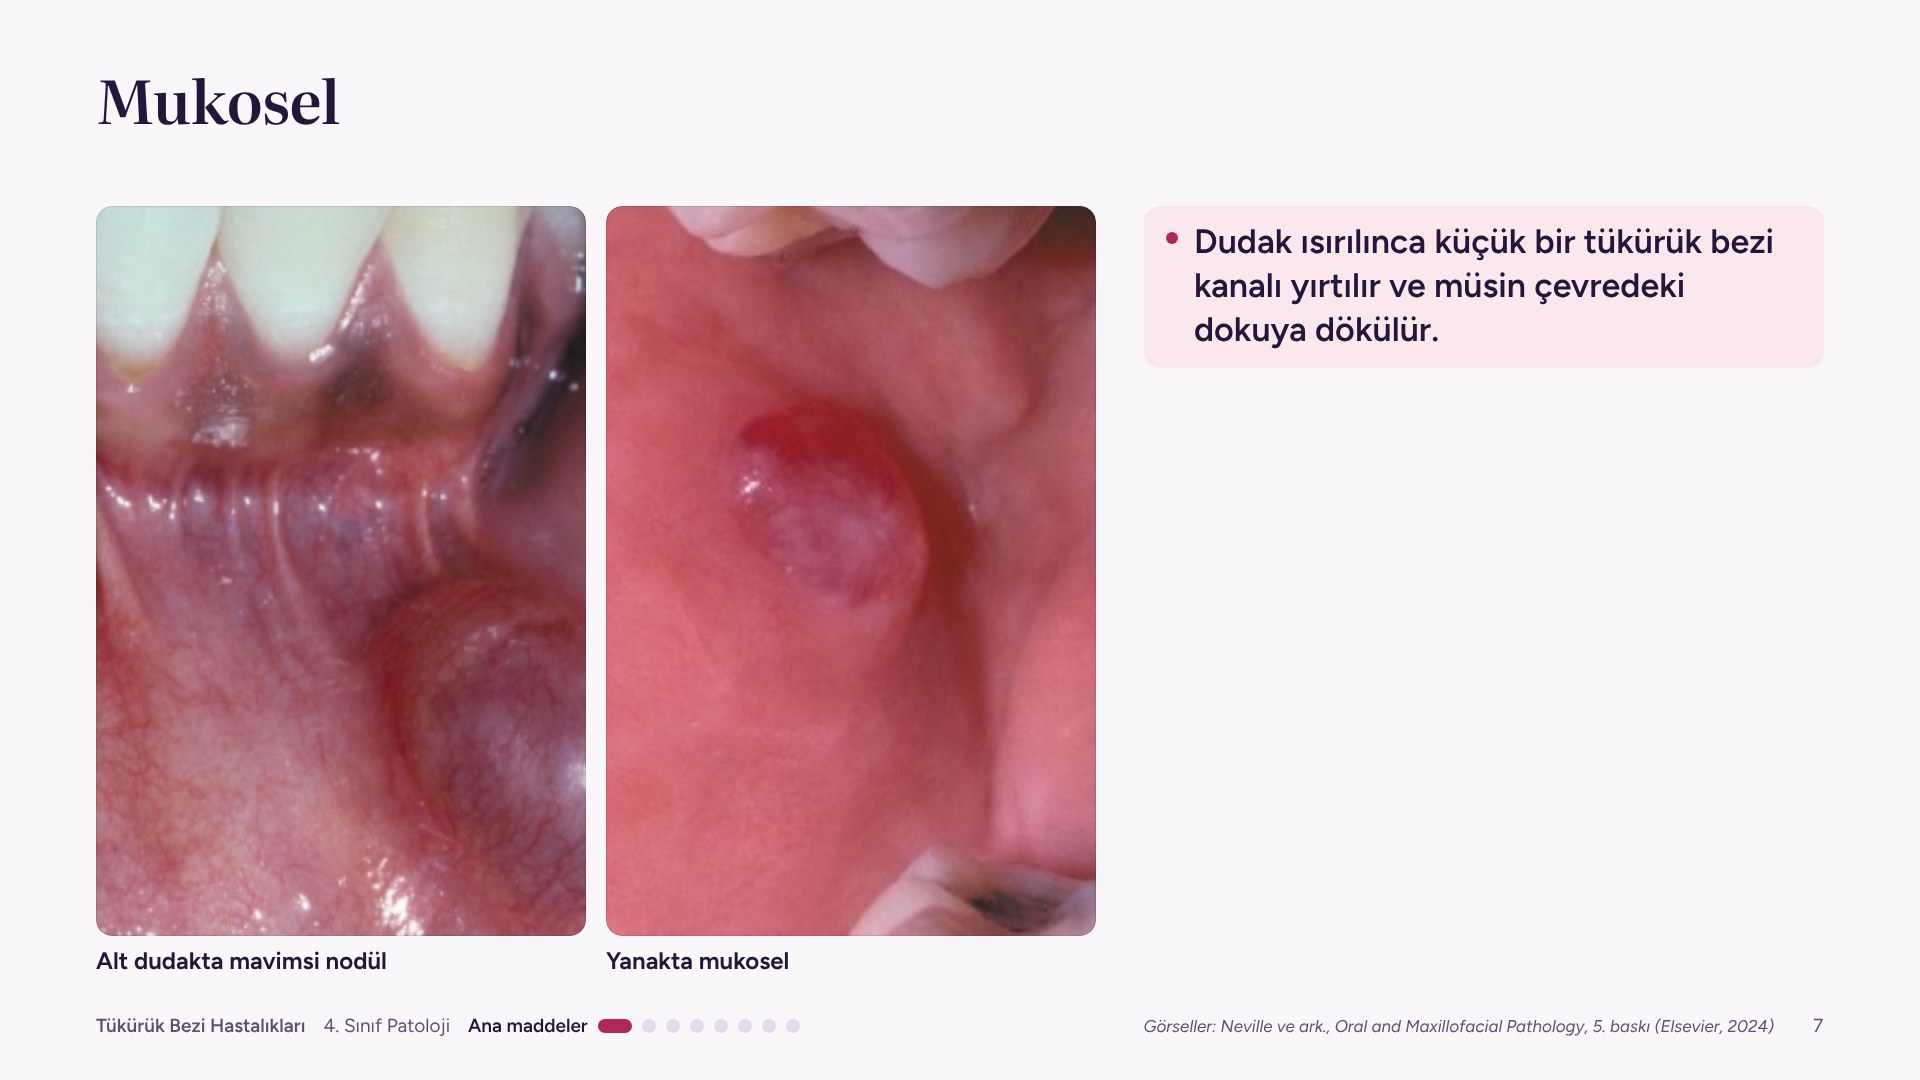 Mukosel
Dudak ısırılınca küçük bir tükürük bezi
kanalı yırtılır ve müsin çevredeki
dokuya dökülür.
Alt dudakta mavimsi nodül
Yanakta mukosel
Tükürük Bezi Hastalıkları 4. Sınıf Patoloji Ana maddeler
Görseller: Neville ve ark., Oral and Maxillofacial Pathology, 5. baskı (Elsevier, 2024) 7